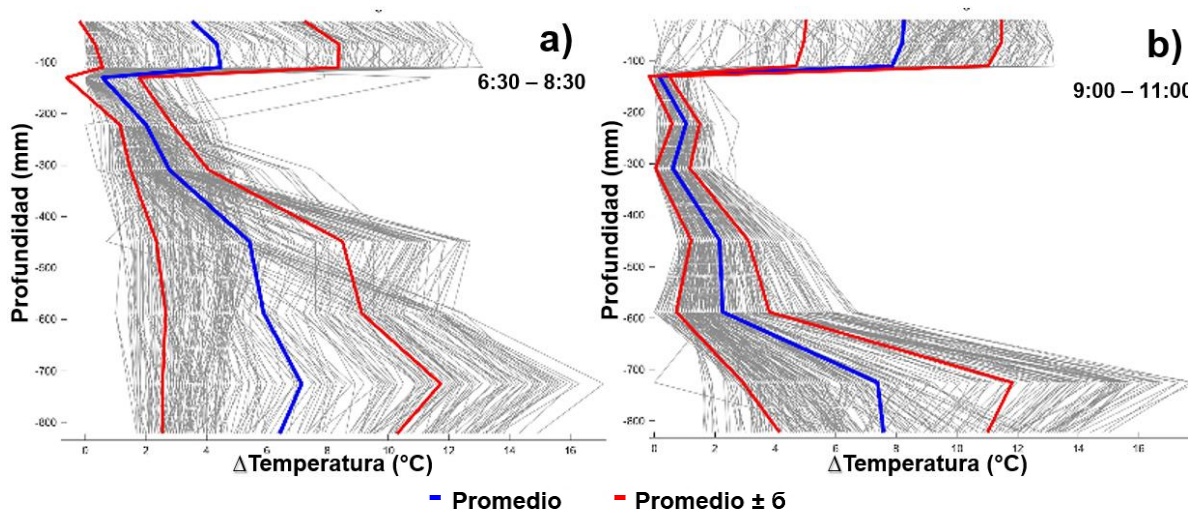 a)
6:30 – 8:30
Profundidad (mm)
-100
-200
-300
-400
-500
-600
-700
-800
0 2 4 6 8 10 12 14 16
ΔTemperatura (°C)
b)
9:00 – 11:00
Profundidad (mm)
-100
-200
-300
-400
-500
-600
-700
-800
0 2 4 6 8 10 12 14 16
ΔTemperatura (°C)
Promedio Promedio ± б